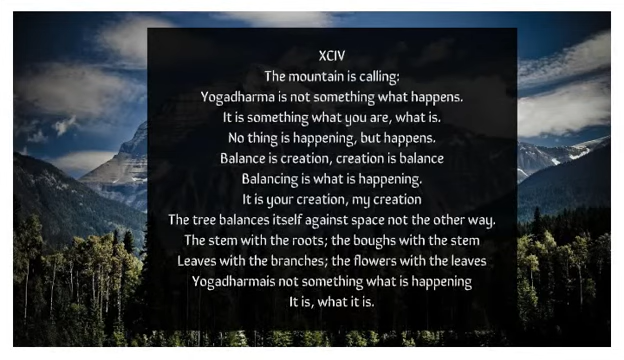 XCIV
The mountain is calling:
Yogadharma is not something what happens.
It is something what you are, what is.
No thing is happening, but happens.
Balance is creation, creation is balance
Balancing is what is happening.
It is your creation, my creation
The tree balances itself against space not the other way.
The stem with the roots; the boughs with the stem
Leaves with the branches; the flowers with the leaves
Yogadharmais not something what is happening
It is, what it is.